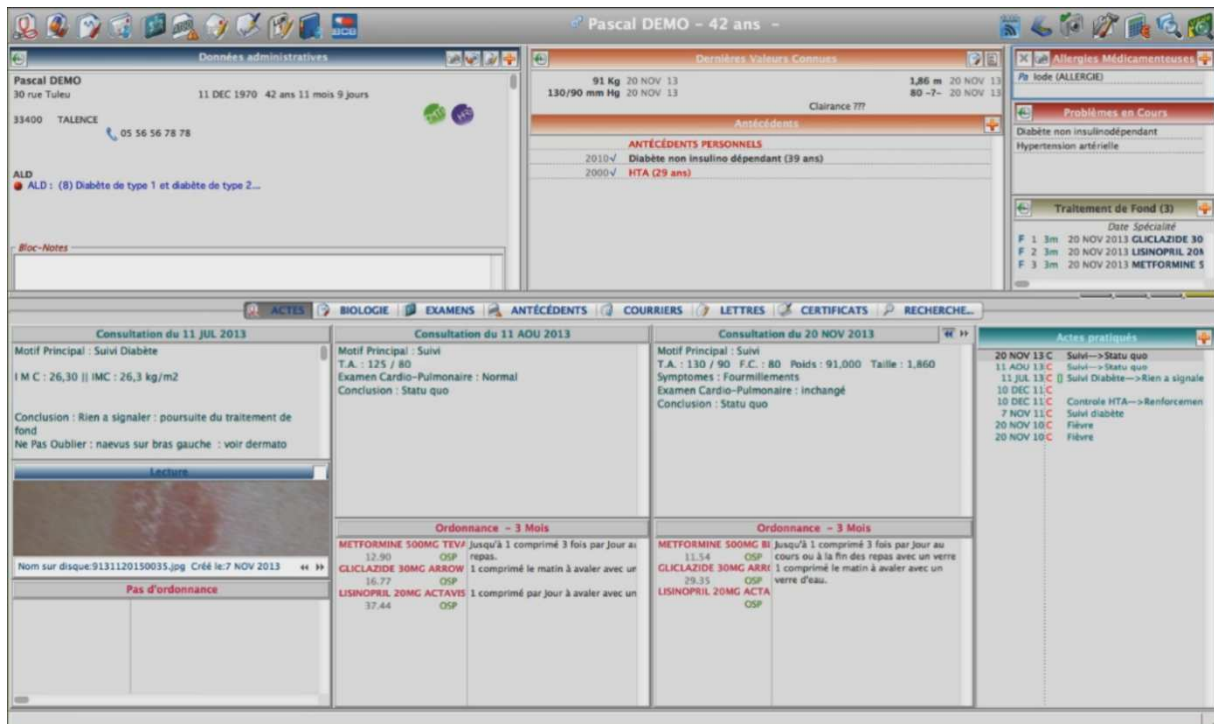 Pascal DEMO - 42 ans -
BCB
Données administratives
Pascal DEMO
30 rue Tuleu 11 DEC 1970 42 ans 11 mois 9 jours
33400 TALENCE
05 56 56 78 78
ALD
ALD : (8) Diabète de type 1 et diabète de type 2...
Bloc-Notes
Dernières Valeurs Connues
91 Kg 20 NOV 13 1,86 m 20 NOV 13
130/90 mm Hg 20 NOV 13 80 -?- 20 NOV 13
Clairance ???
Antécédents
ANTÉCÉDENTS PERSONNELS
2010√ Diabète non insulino dépendant (39 ans)
2000√ HTA (29 ans)
Allergies Médicamenteuses
Iode (ALLERGIE)
Problèmes en Cours
Diabète non insulinodépendant
Hypertension artérielle
Traitement de Fond (3)
Date Spécialité
F 1 3m 20 NOV 2013 GLICLAZIDE 30
F 2 3m 20 NOV 2013 LISINOPRIL 20M
F 3 3m 20 NOV 2013 METFORMINE 5
ACTES BIOLOGIE EXAMENS ANTÉCÉDENTS COURRIERS LETTRES CERTIFICATS RECHERCHE...
Consultation du 11 JUL 2013
Motif Principal : Suivi Diabète
I M C : 26,30 || IMC : 26,3 kg/m2
Conclusion : Rien a signaler : poursuite du traitement de
fond
Ne Pas Oublier : naevus sur bras gauche : voir dermato
Lecture
Nom sur disque:9131120150035.jpg Créé le:7 NOV 2013
Pas d'ordonnance
Consultation du 11 AOU 2013
Motif Principal : Suivi
T.A. : 125 / 80
Examen Cardio-Pulmonaire : Normal
Conclusion : Statu quo
Ordonnance - 3 Mois
METFORMINE 500MG TEVA Jusqu'à 1 comprimé 3 fois par jour au
12.90 OSP repas.
GLICLAZIDE 30MG ARROW 1 comprimé le matin à avaler avec un
16.77 OSP
LISINOPRIL 20MG ACTAVIS 1 comprimé par jour à avaler avec un
37.44 OSP
Consultation du 20 NOV 2013
Motif Principal : Suivi
T.A. : 130 / 90 F.C. : 80 Poids : 91,000 Taille : 1,860
Symptomes : Fourmillements
Examen Cardio-Pulmonaire : inchangé
Conclusion : Statu quo
Ordonnance - 3 Mois
METFORMINE 500MG BI Jusqu'à 1 comprimé 3 fois par jour au
11.54 OSP cours ou à la fin des repas avec un verre
GLICLAZIDE 30MG ARR 1 comprimé le matin à avaler avec un
29.35 OSP verre d'eau.
LISINOPRIL 20MG ACTA
OSP
Actes pratiqués
20 NOV 13 C Suivi-->Statu quo
11 AOU 13 C Suivi-->Statu quo
11 JUL 13 C Suivi Diabète-->Rien a signale
10 DEC 11 C
10 DEC 11 C Controle HTA-->Renforcemen
7 NOV 11 C Suivi diabète
20 NOV 10 C Fièvre
20 NOV 10 C Fièvre